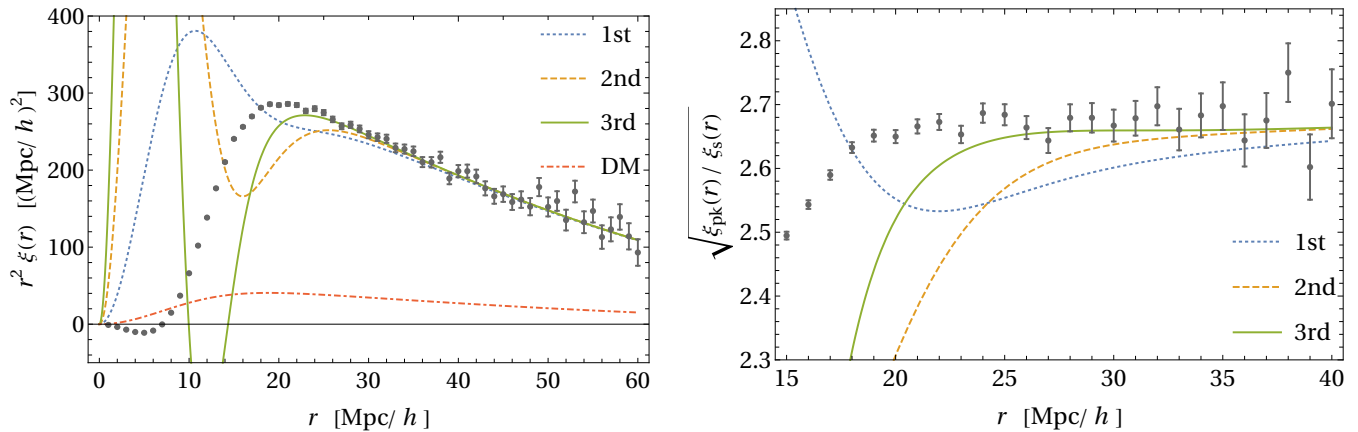 400
300
200
100
0
r² ξ(r) [(Mpc/ h )²]
1st
2nd
3rd
DM
0 10 20 30 40 50 60
r [Mpc/ h ]
2.8
2.7
2.6
2.5
2.4
2.3
√ξpk(r)/ ξs(r)
1st
2nd
3rd
15 20 25 30 35 40
r [Mpc/ h ]